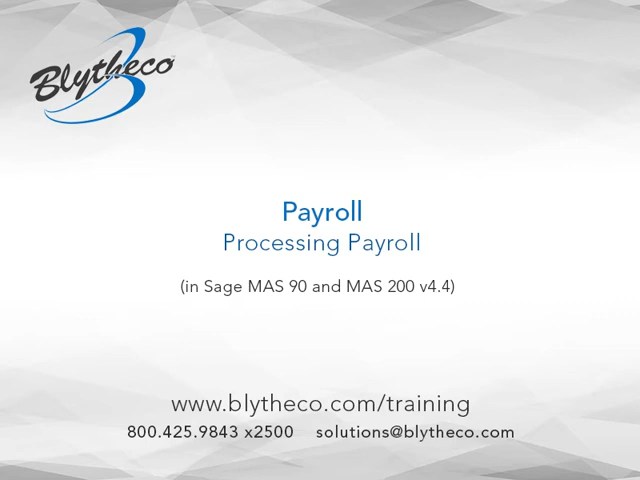 Blytheco
Payroll
Processing Payroll
(in Sage MAS 90 and MAS 200 v4.4)
www.blytheco.com/training
800.425.9843 x2500 solutions@blytheco.com